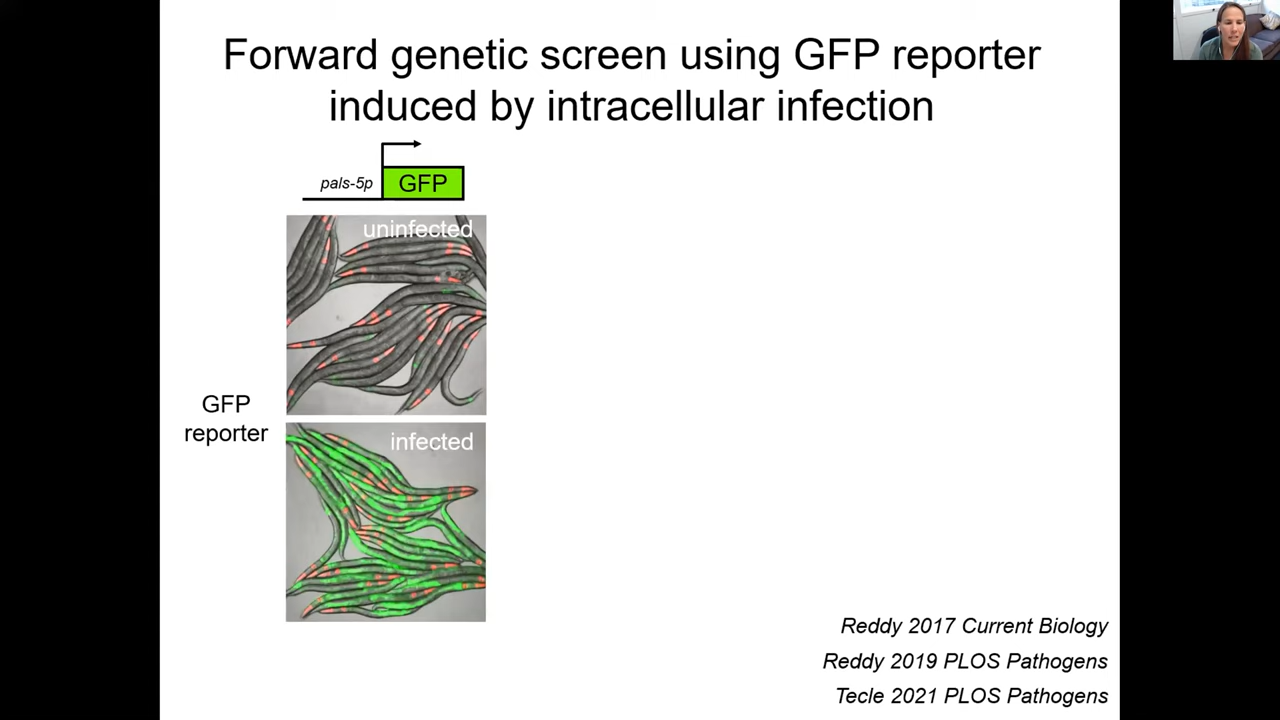 Forward genetic screen using GFP reporter
induced by intracellular infection
pals-5p
GFP
uninfected
GFP
reporter
infected
Reddy 2017 Current Biology
Reddy 2019 PLOS Pathogens
Tecle 2021 PLOS Pathogens